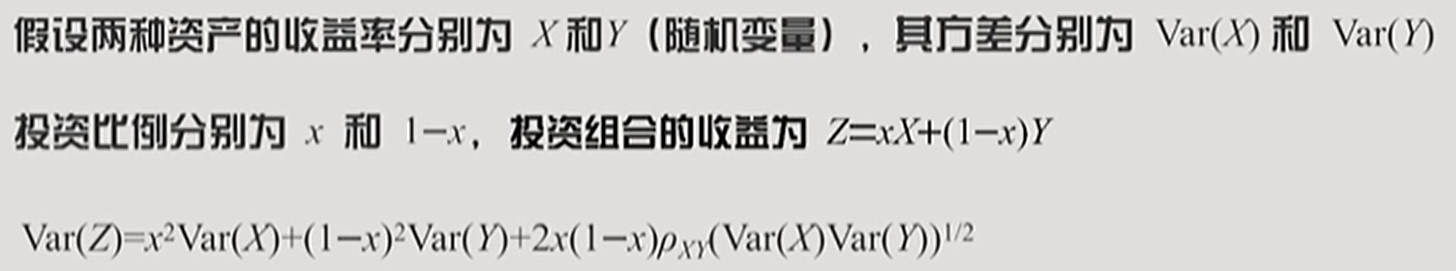 假设两种资产的收益率分别为 X 和Y（随机变量），其方差分别为 Var(X) 和 Var(Y)
投资比例分别为 x 和 1−x，投资组合的收益为 Z=xX+(1−x)Y
Var(Z)=x²Var(X)+(1−x)²Var(Y)+2x(1−x)ρ_XY(Var(X)Var(Y))^1/2